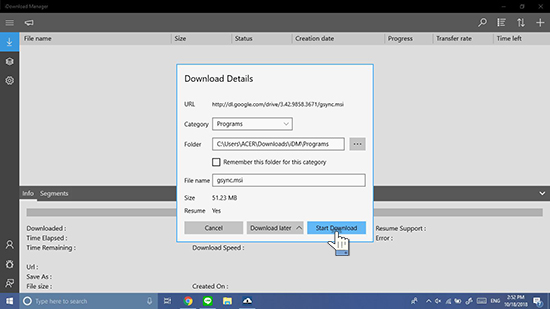 Download Manager
File name Size Status Creation date Progress Transfer rate Time left
Download Details
URL http://dl.google.com/drive/3.42.9858.3671/gsync.msi
Category Programs
Folder C:\Users\ACER\Downloads\iDM\Programs ...
Remember this folder for this category
File name gsync.msi
Size 51.23 MB
Resume Yes
Cancel Download later Start Download
Info Segments
Downloaded : Resume Support :
Time Elapsed : Error :
Time Remaining : Download Speed :
Url :
Save As :
File size : Created On :
Type here to search ENG 2:52 PM
10/18/2018